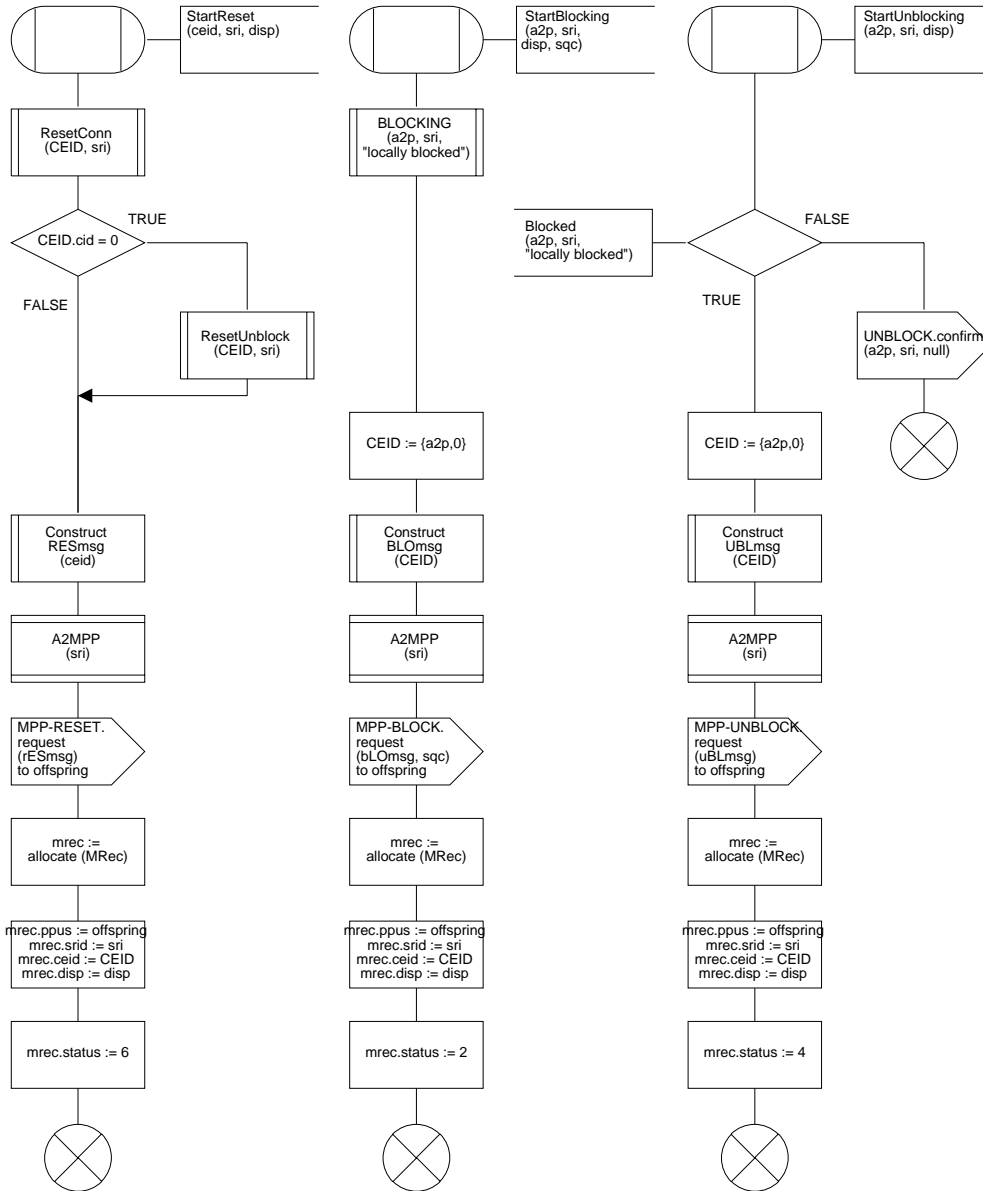 StartReset
(ceid, sri, disp)
ResetConn
(CEID, sri)
TRUE
CEID.cid = 0
FALSE
ResetUnblock
(CEID, sri)
Construct
RESmsg
(ceid)
A2MPP
(sri)
MPP-RESET.
request
(rESmsg)
to offspring
mrec :=
allocate (MRec)
mrec.ppus := offspring
mrec.srid := sri
mrec.ceid := CEID
mrec.disp := disp
mrec.status := 6
StartBlocking
(a2p, sri,
disp, sqc)
BLOCKING
(a2p, sri,
"locally blocked")
CEID := {a2p,0}
Construct
BLOmsg
(CEID)
A2MPP
(sri)
MPP-BLOCK.
request
(bLOmsg, sqc)
to offspring
mrec :=
allocate (MRec)
mrec.ppus := offspring
mrec.srid := sri
mrec.ceid := CEID
mrec.disp := disp
mrec.status := 2
StartUnblocking
(a2p, sri, disp)
Blocked
(a2p, sri,
"locally blocked")
FALSE
TRUE
UNBLOCK.confirm
(a2p, sri, null)
CEID := {a2p,0}
Construct
UBLmsg
(CEID)
A2MPP
(sri)
MPP-UNBLOCK.
request
(uBLmsg)
to offspring
mrec :=
allocate (MRec)
mrec.ppus := offspring
mrec.srid := sri
mrec.ceid := CEID
mrec.disp := disp
mrec.status := 4